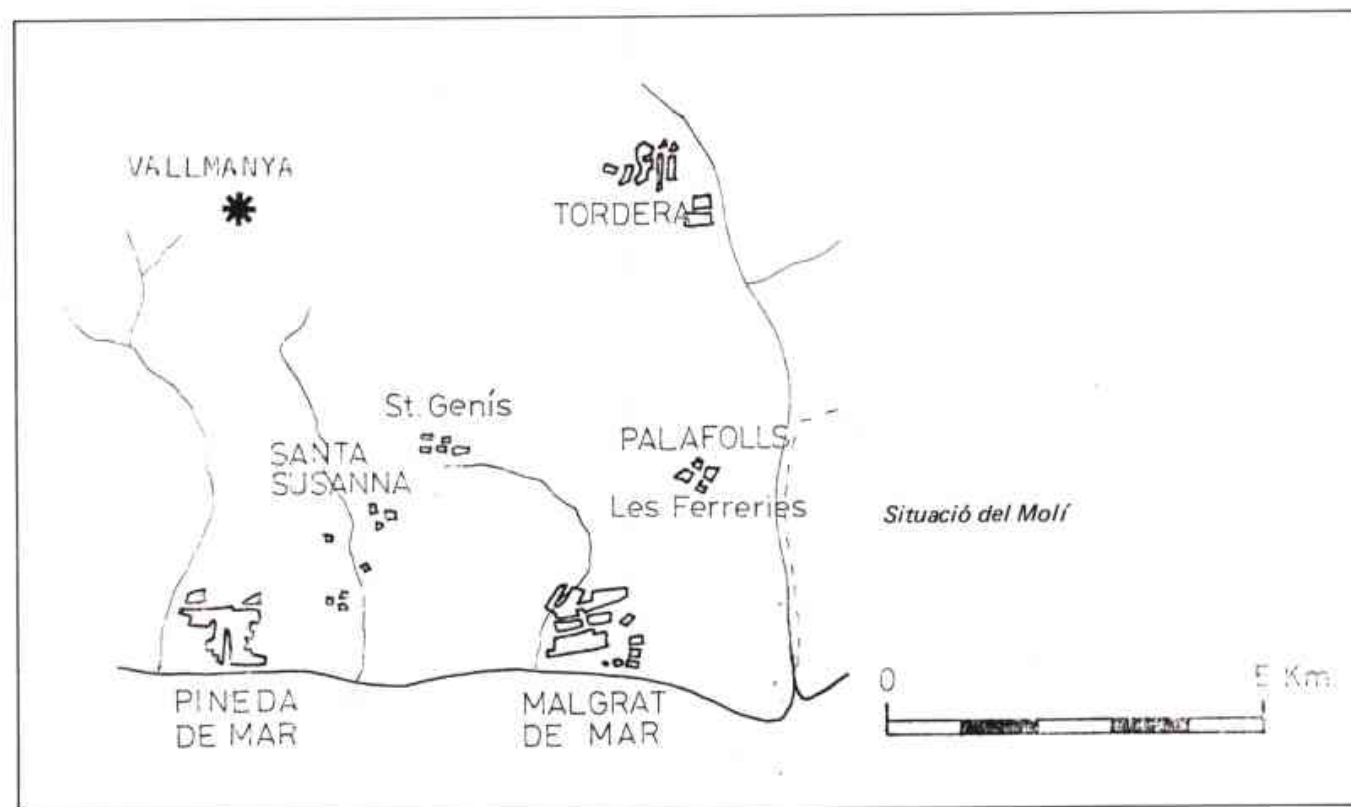 VALLMANYA
TORDERA
St. Genís
SANTA
SUSANNA
PALAFOLLS
Les Ferreries
Situació del Molí
PINEDA
DE MAR
MALGRAT
DE MAR
0 5 Km.